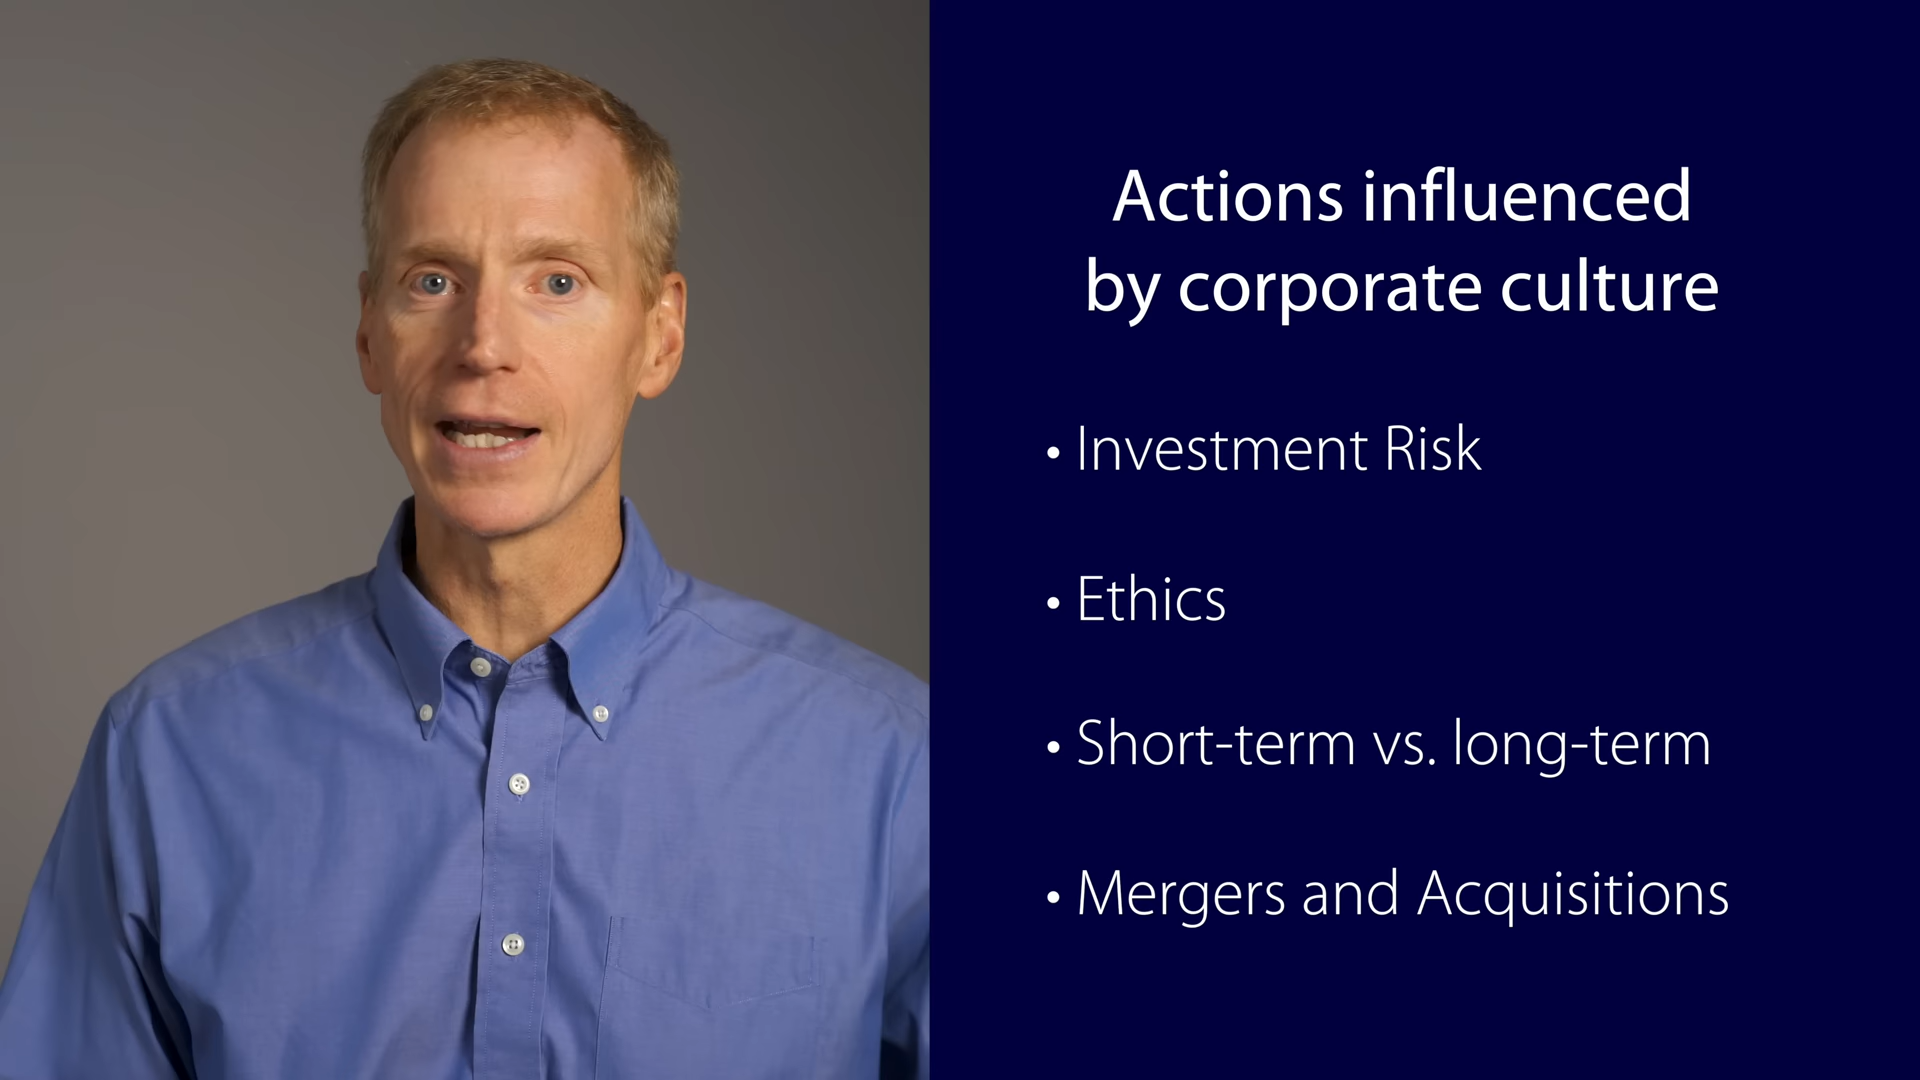 Actions influenced
by corporate culture
• Investment Risk
• Ethics
• Short-term vs. long-term
• Mergers and Acquisitions